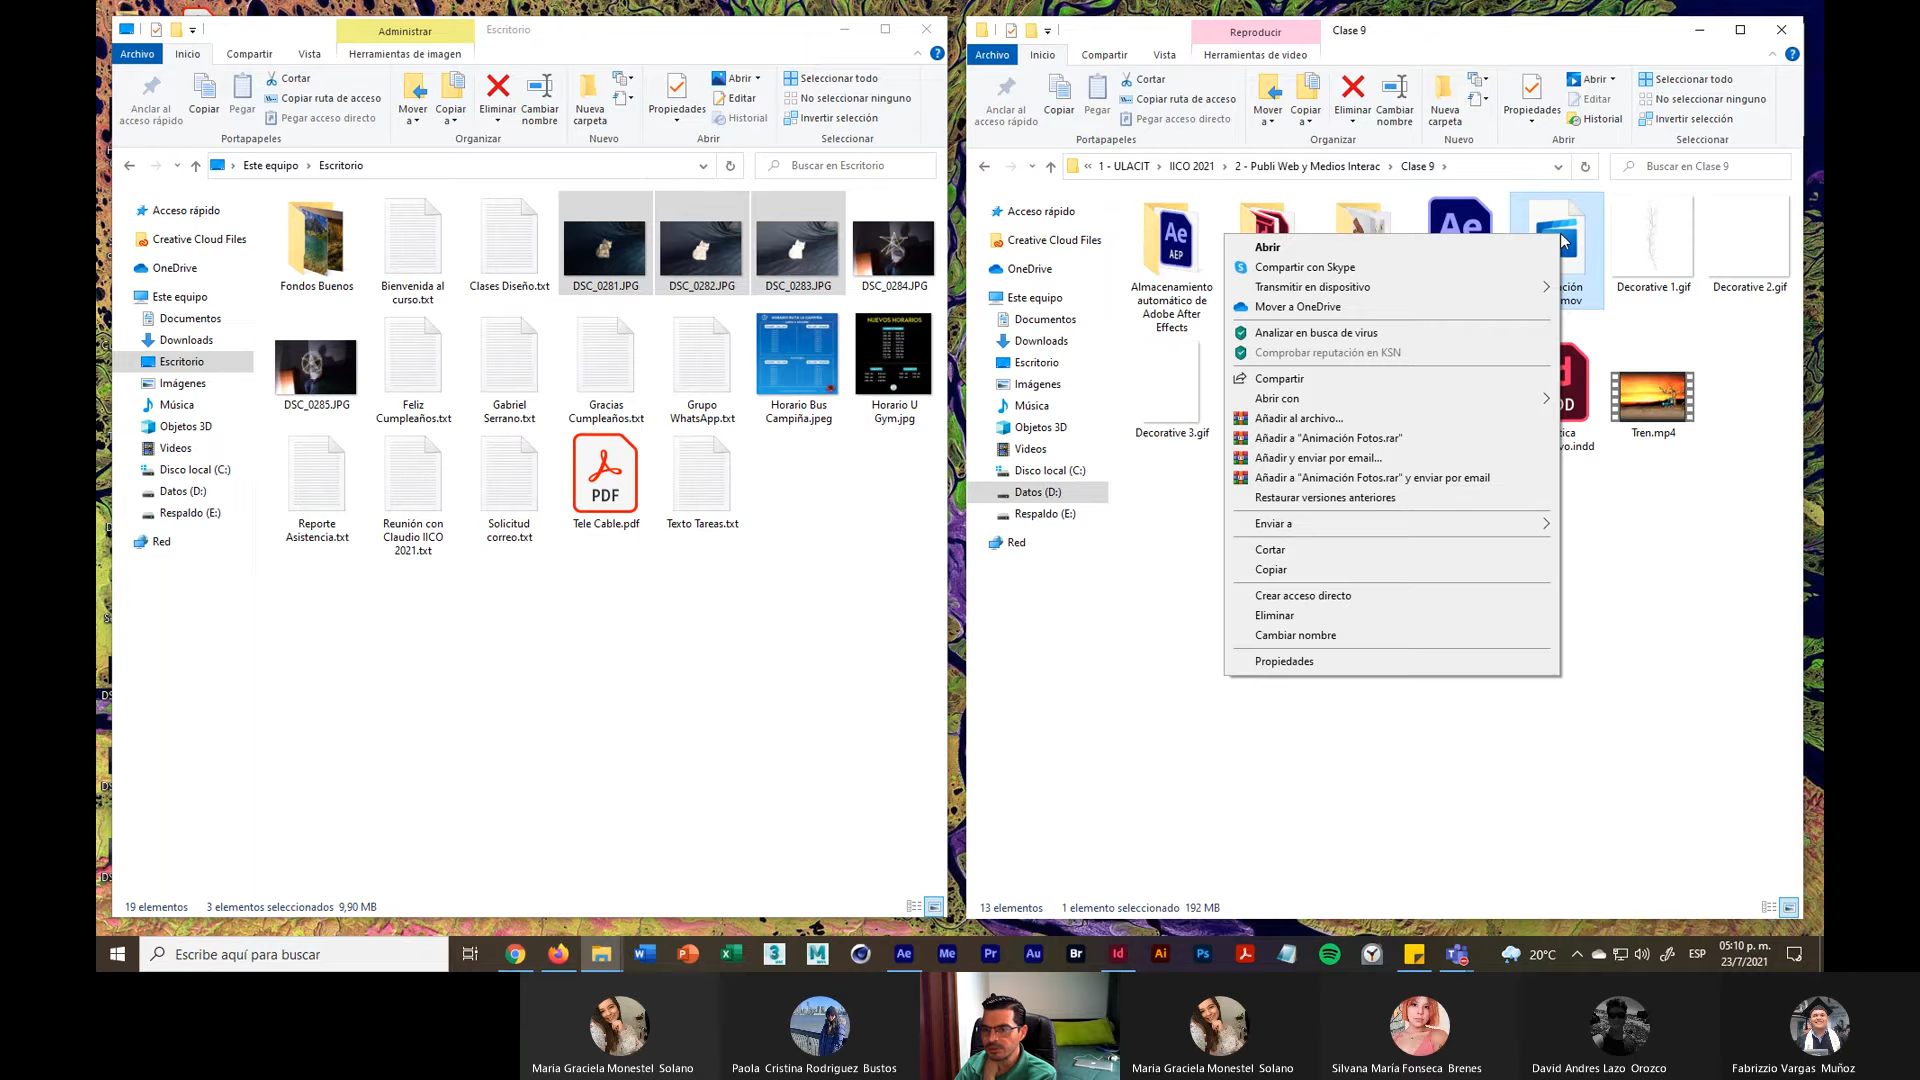 Administrar
Escritorio
Archivo
Inicio
Compartir
Vista
Herramientas de imagen
Anclar al
acceso rápido
Copiar
Pegar
Cortar
Copiar ruta de acceso
Pegar acceso directo
Portapapeles
Mover
a
Copiar
a
Eliminar
Cambiar
nombre
Organizar
Nueva
carpeta
Nuevo
Propiedades
Abrir
Editar
Historial
Abrir
Seleccionar todo
No seleccionar ninguno
Invertir selección
Seleccionar
Este equipo
Escritorio
Buscar en Escritorio
Acceso rápido
Creative Cloud Files
OneDrive
Este equipo
Documentos
Downloads
Escritorio
Imágenes
Música
Objetos 3D
Videos
Disco local (C:)
Datos (D:)
Respaldo (E:)
Red
Fondos Buenos
Bienvenida al
curso.txt
Clases Diseño.txt
DSC_0281.JPG
DSC_0282.JPG
DSC_0283.JPG
DSC_0284.JPG
DSC_0285.JPG
Feliz
Cumpleaños.txt
Gabriel
Serrano.txt
Gracias
Cumpleaños.txt
Grupo
WhatsApp.txt
Horario Bus
Campiña.jpeg
NUEVOS HORARIOS
Horario U
Gym.jpg
Reporte
Asistencia.txt
Reunión con
Claudio IICO
2021.txt
Solicitud
correo.txt
PDF
Tele Cable.pdf
Texto Tareas.txt
19 elementos
3 elementos seleccionados 9,90 MB
Reproducir
Clase 9
Archivo
Inicio
Compartir
Vista
Herramientas de video
Anclar al
acceso rápido
Copiar
Pegar
Cortar
Copiar ruta de acceso
Pegar acceso directo
Portapapeles
Mover
a
Copiar
a
Eliminar
Cambiar
nombre
Organizar
Nueva
carpeta
Nuevo
Propiedades
Abrir
Editar
Historial
Abrir
Seleccionar todo
No seleccionar ninguno
Invertir selección
Seleccionar
« 1 - ULACIT
IICO 2021
2 - Publi Web y Medios Interac
Clase 9
Buscar en Clase 9
Acceso rápido
Creative Cloud Files
OneDrive
Este equipo
Documentos
Downloads
Escritorio
Imágenes
Música
Objetos 3D
Videos
Disco local (C:)
Datos (D:)
Respaldo (E:)
Red
Ae
AEP
Almacenamiento
automático de
Adobe After
Effects
Ae
Decorative 1.gif
Decorative 2.gif
Decorative 3.gif
Tren.mp4
Abrir
Compartir con Skype
Transmitir en dispositivo
Mover a OneDrive
Analizar en busca de virus
Comprobar reputación en KSN
Compartir
Abrir con
Añadir al archivo...
Añadir a "Animación Fotos.rar"
Añadir y enviar por email...
Añadir a "Animación Fotos.rar" y enviar por email
Restaurar versiones anteriores
Enviar a
Cortar
Copiar
Crear acceso directo
Eliminar
Cambiar nombre
Propiedades
13 elementos
1 elemento seleccionado 192 MB
Escribe aquí para buscar
Ae
Me
Pr
Au
Br
Id
Ai
Ps
20°C
ESP
05:10 p. m.
23/7/2021
Maria Graciela Monestel Solano
Paola Cristina Rodriguez Bustos
Maria Graciela Monestel Solano
Silvana María Fonseca Brenes
David Andres Lazo Orozco
Fabrizzio Vargas Muñoz